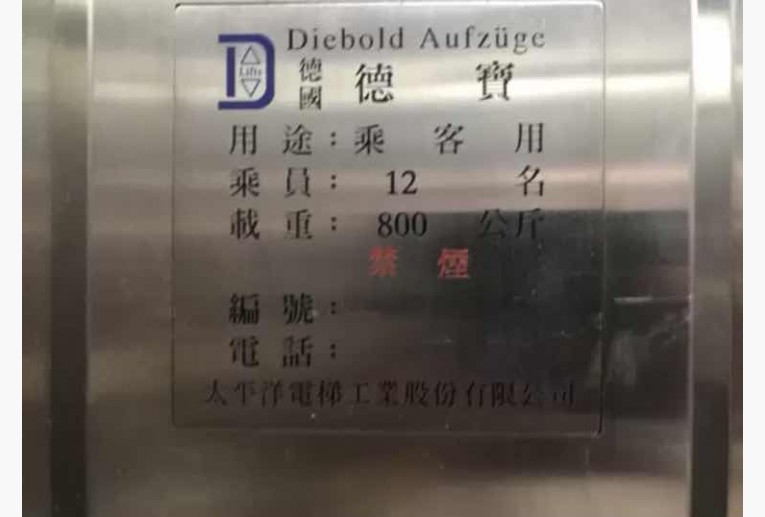 Diebold Aufzüge
Lifts
德國 德寶
用途：乘客用
乘員： 12 名
載重： 800 公斤
禁煙
編號：
電話：
太平洋電梯工業股份有限公司